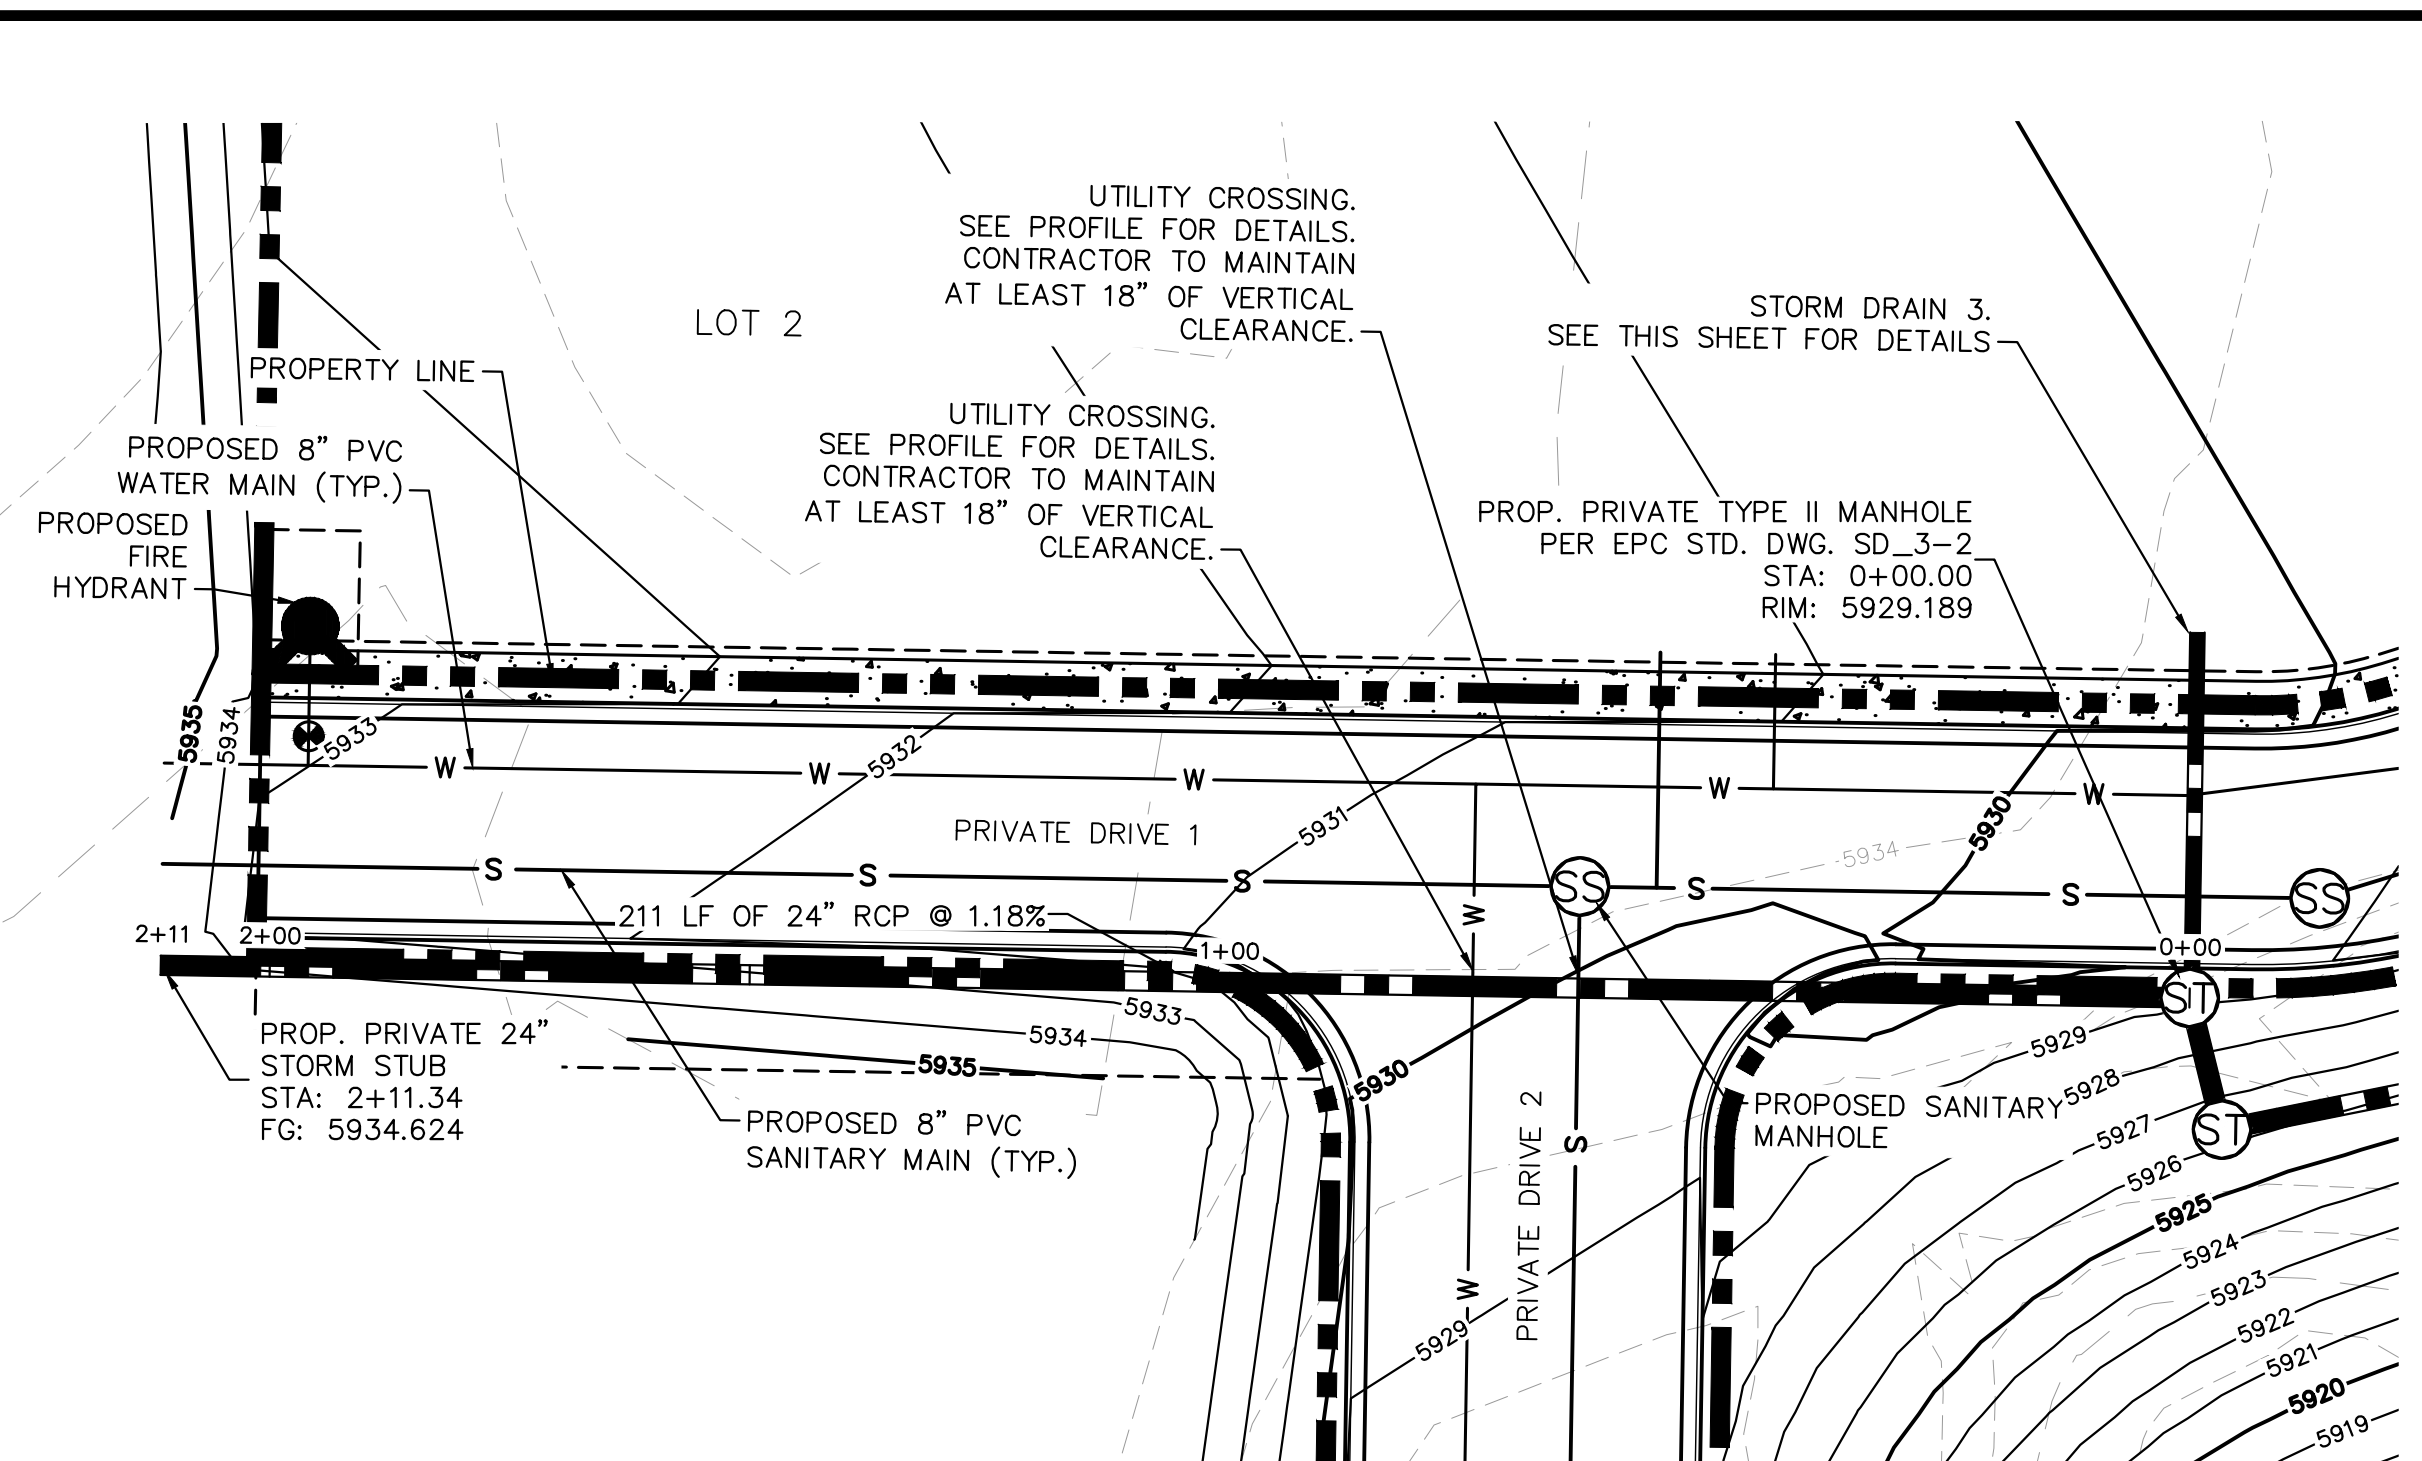 UTILITY CROSSING.
SEE PROFILE FOR DETAILS.
CONTRACTOR TO MAINTAIN
AT LEAST 18" OF VERTICAL
CLEARANCE.
LOT 2
STORM DRAIN 3.
SEE THIS SHEET FOR DETAILS
PROPERTY LINE
UTILITY CROSSING.
SEE PROFILE FOR DETAILS.
CONTRACTOR TO MAINTAIN
AT LEAST 18" OF VERTICAL
CLEARANCE.
PROPOSED 8" PVC
WATER MAIN (TYP.)
PROPOSED
FIRE
HYDRANT
PROP. PRIVATE TYPE II MANHOLE
PER EPC STD. DWG. SD_3-2
STA: 0+00.00
RIM: 5929.189
5935
5934
5933
5932
5931
5930
5934
W
W
W
W
W
PRIVATE DRIVE 1
S
S
S
SS
S
S
SS
W
211 LF OF 24" RCP @ 1.18%
2+11
2+00
1+00
0+00
ST
ST
PROP. PRIVATE 24"
STORM STUB
STA: 2+11.34
FG: 5934.624
5933
5934
5935
5930
PROPOSED 8" PVC
SANITARY MAIN (TYP.)
PRIVATE DRIVE 2
S
W
5929
PROPOSED SANITARY
MANHOLE
5929
5928
5927
5926
5925
5924
5923
5922
5921
5920
5919